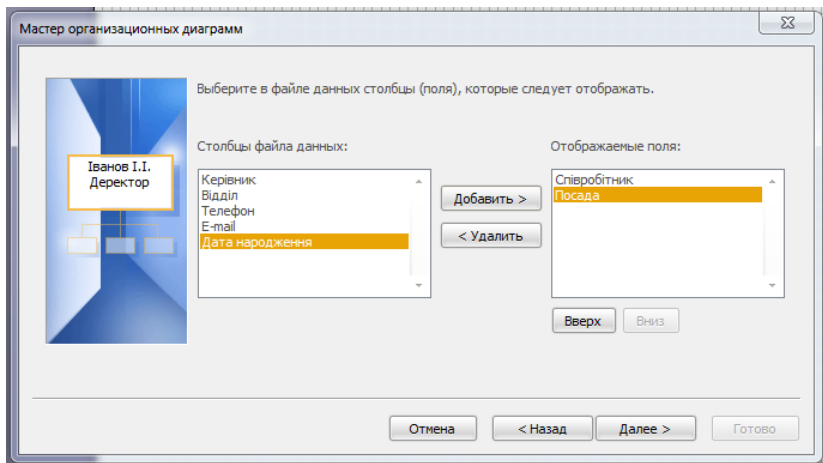 Мастер организационных диаграмм
Выберите в файле данных столбцы (поля), которые следует отображать.
Столбцы файла данных:
Отображаемые поля:
Іванов І.І.
Директор
Керівник
Відділ
Телефон
E-mail
Дата народження
Добавить >
< Удалить
Співробітник
Посада
Вверх
Вниз
Отмена
< Назад
Далее >
Готово